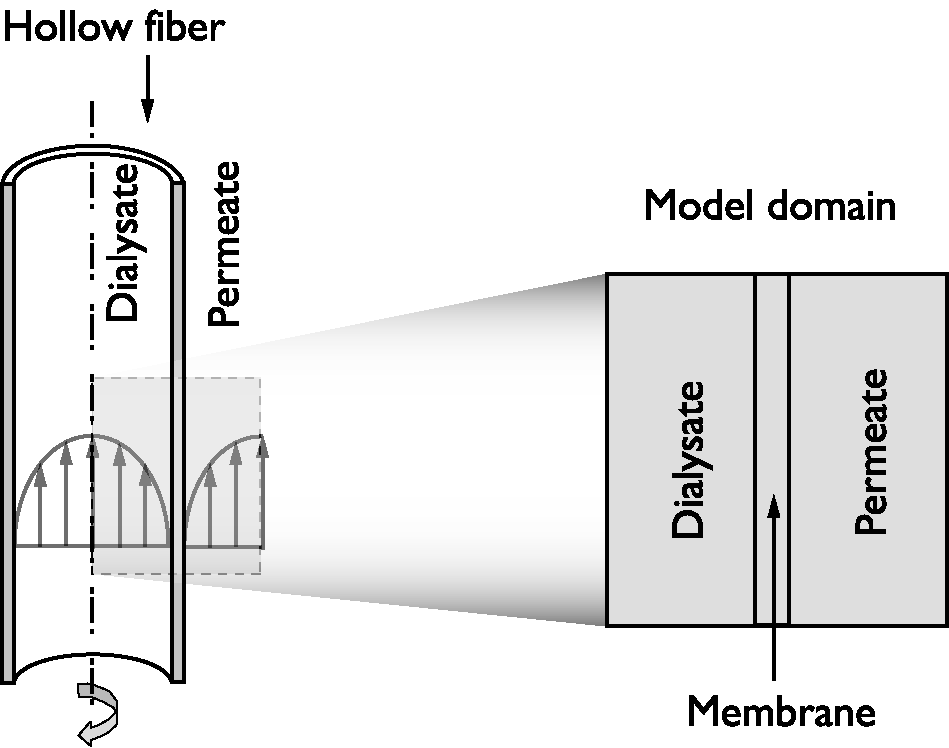 Hollow fiber
Dialysate
Permeate
Model domain
Dialysate
Permeate
Membrane